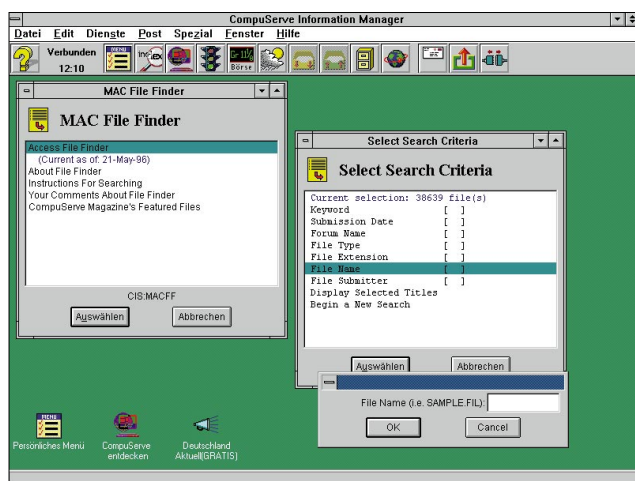 CompuServe Information Manager
Datei Edit Dienste Post Spezial Fenster Hilfe
Verbunden
12:10
MENU
INDEX
Börse
MAC File Finder
MAC File Finder
Access File Finder
(Current as of: 21-May-96)
About File Finder
Instructions For Searching
Your Comments About File Finder
CompuServe Magazine's Featured Files
CIS:MACFF
Auswählen Abbrechen
Select Search Criteria
Select Search Criteria
Current selection: 38639 file(s)
Keyword [ ]
Submission Date [ ]
Forum Name [ ]
File Type [ ]
File Extension [ ]
File Name [ ]
File Submitter [ ]
Display Selected Titles
Begin a New Search
Auswählen Abbrechen
File Name (i.e. SAMPLE.FIL):
OK Cancel
MENU
Persönliches Menü
CompuServe
entdecken
Deutschland
Aktuell(GRATIS)